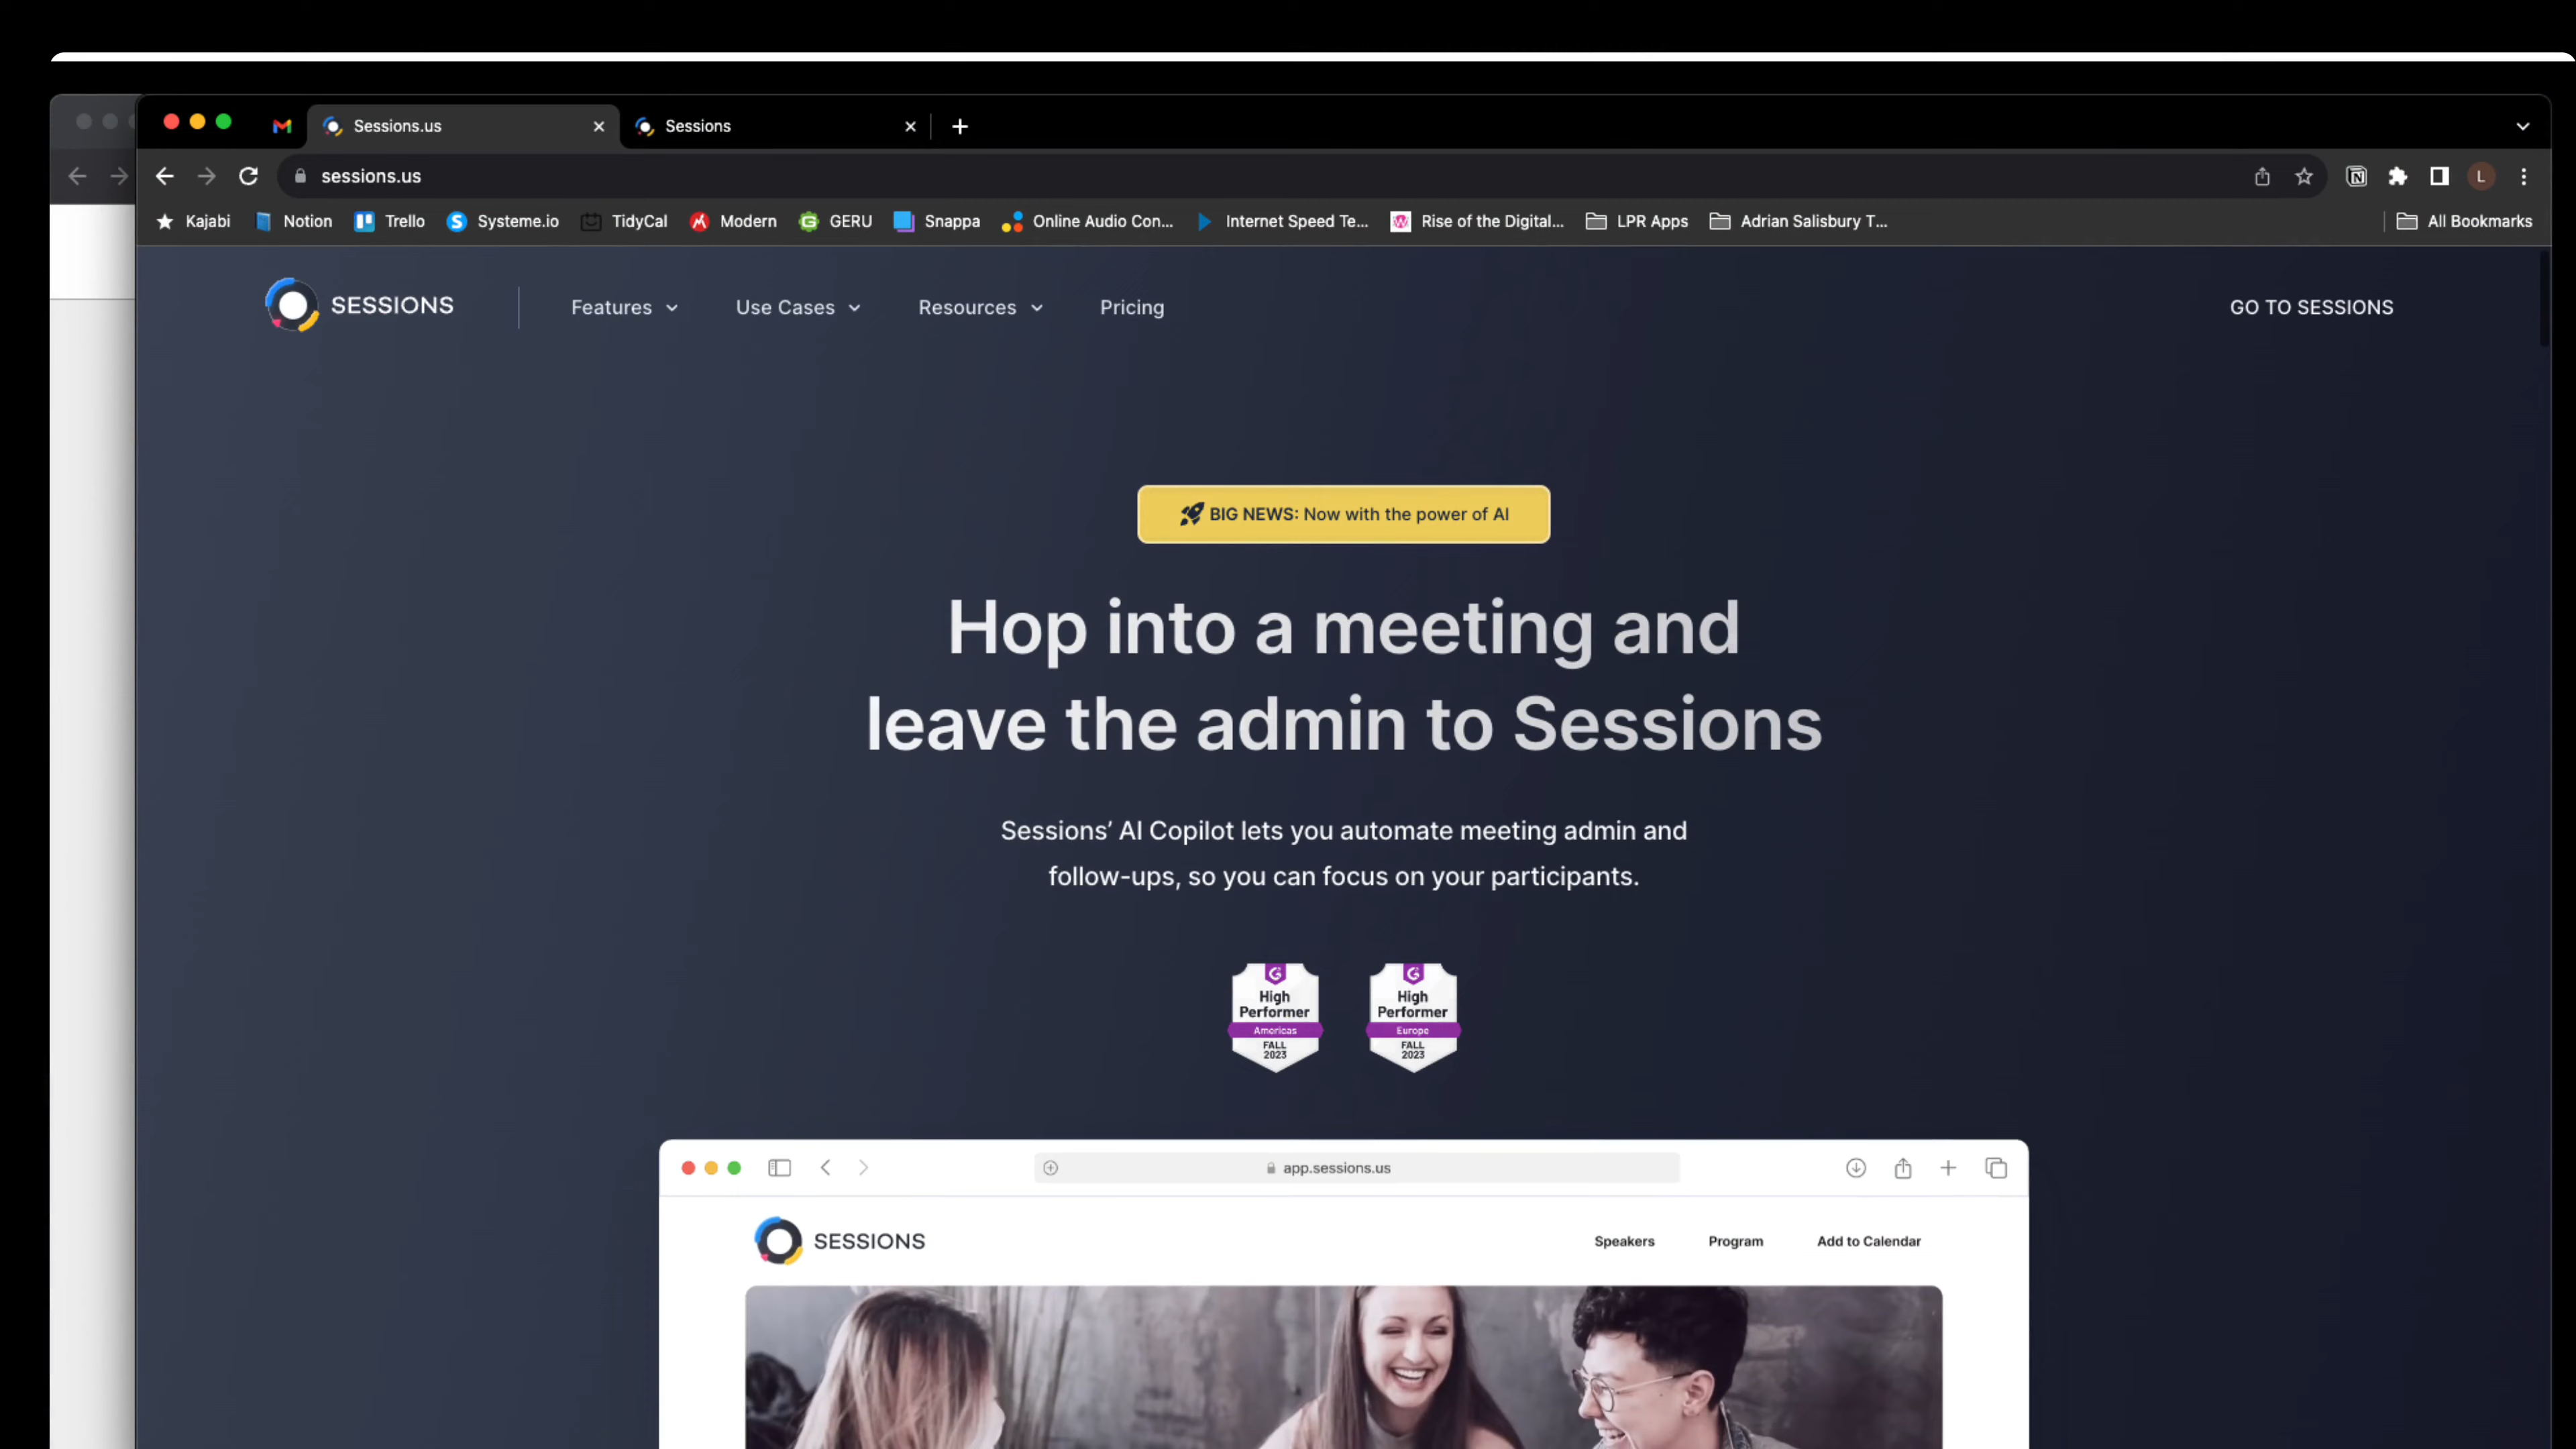 Sessions.us
Sessions
sessions.us
L
Kajabi Notion Trello Systeme.io TidyCal Modern GERU Snappa Online Audio Con... Internet Speed Te... Rise of the Digital... LPR Apps Adrian Salisbury T... All Bookmarks
SESSIONS Features Use Cases Resources Pricing GO TO SESSIONS
BIG NEWS: Now with the power of AI
Hop into a meeting and
leave the admin to Sessions
Sessions’ AI Copilot lets you automate meeting admin and
follow-ups, so you can focus on your participants.
High
Performer
Americas
FALL
2023
High
Performer
Europe
FALL
2023
app.sessions.us
SESSIONS Speakers Program Add to Calendar